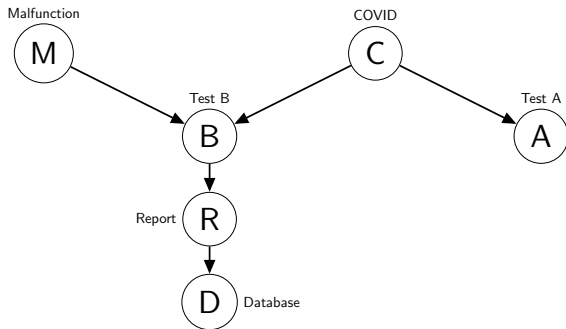 Malfunction
COVID
M
C
Test B
Test A
B
A
Report
R
D
Database